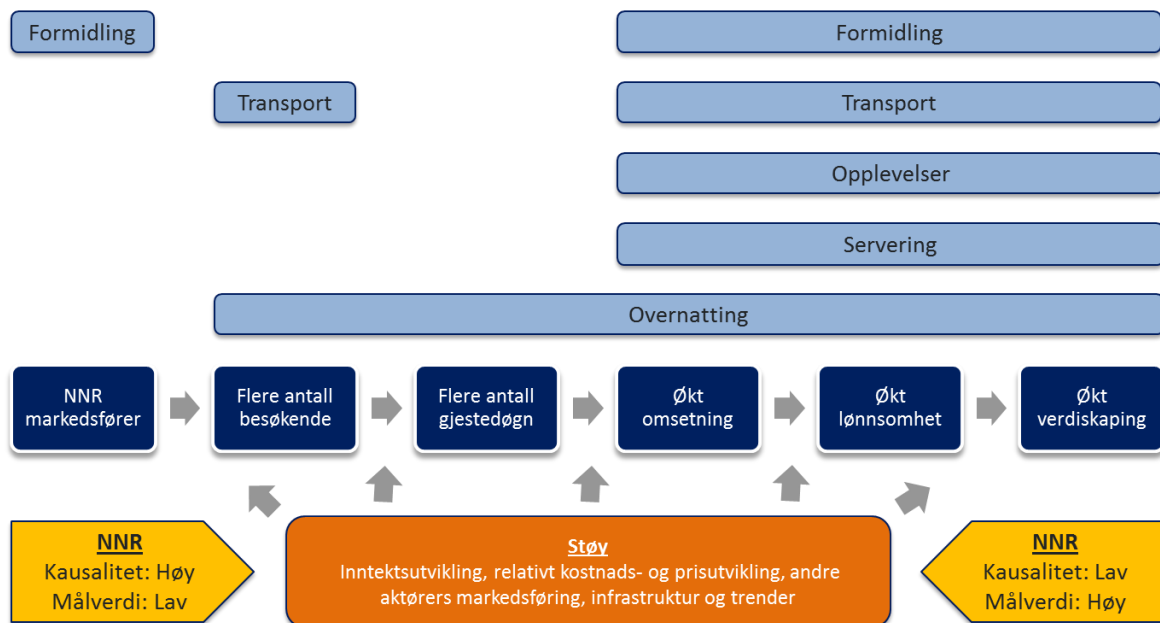 Formidling
Formidling
Transport
Transport
Opplevelser
Servering
Overnatting
NNR
markedsfører
Flere antall
besøkende
Flere antall
gjestedøgn
Økt
omsetning
Økt
lønnsomhet
Økt
verdiskaping
NNR
Kausalitet: Høy
Målverdi: Lav
Støy
Inntektsutvikling, relativt kostnads- og prisutvikling, andre
aktørers markedsføring, infrastruktur og trender
NNR
Kausalitet: Lav
Målverdi: Høy